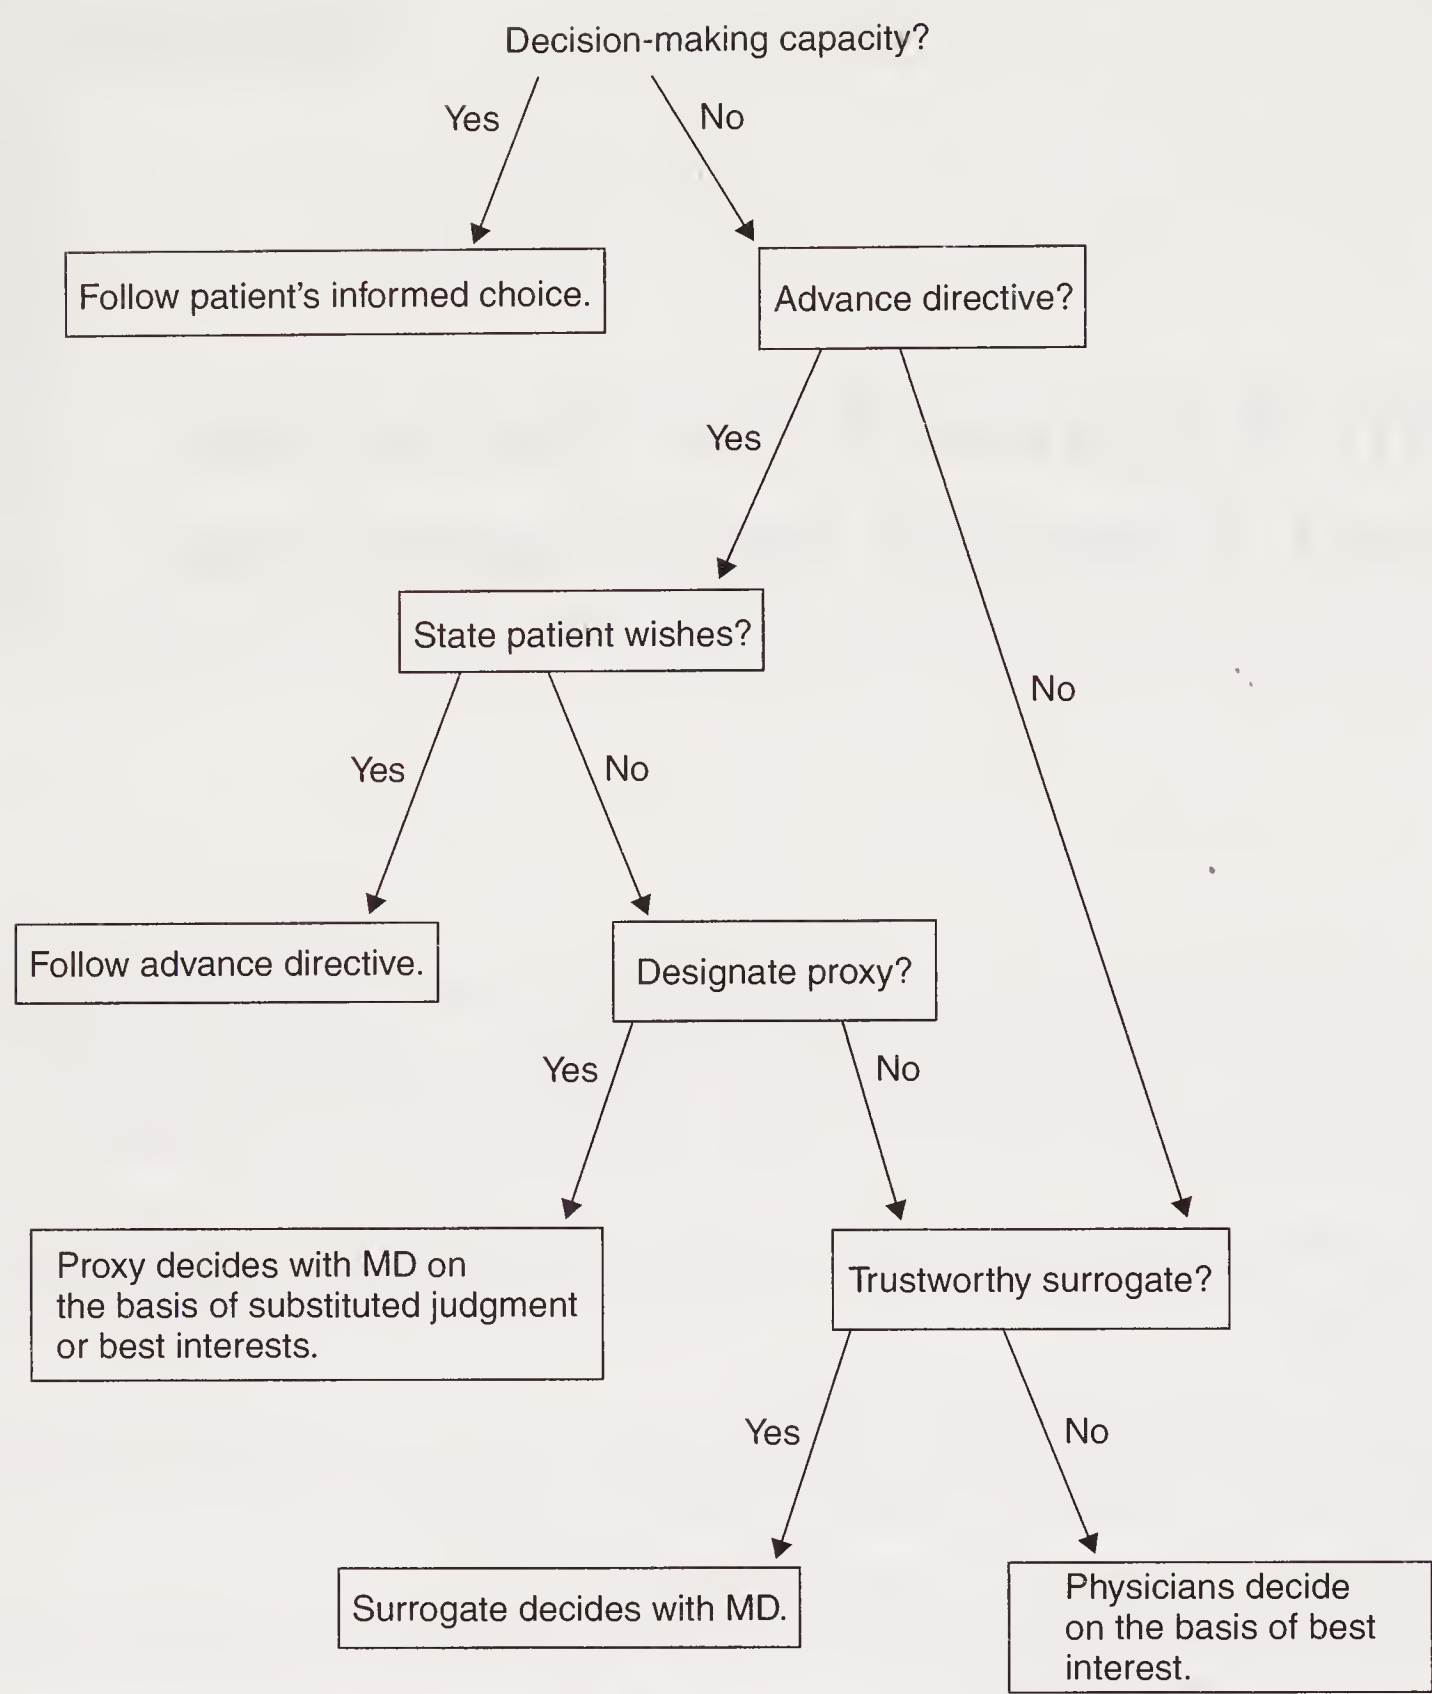 Decision-making capacity?
Yes
No
Follow patient's informed choice.
Advance directive?
Yes
No
State patient wishes?
Yes
No
Follow advance directive.
Designate proxy?
Yes
No
Proxy decides with MD on
the basis of substituted judgment
or best interests.
Trustworthy surrogate?
Yes
No
Surrogate decides with MD.
Physicians decide
on the basis of best
interest.